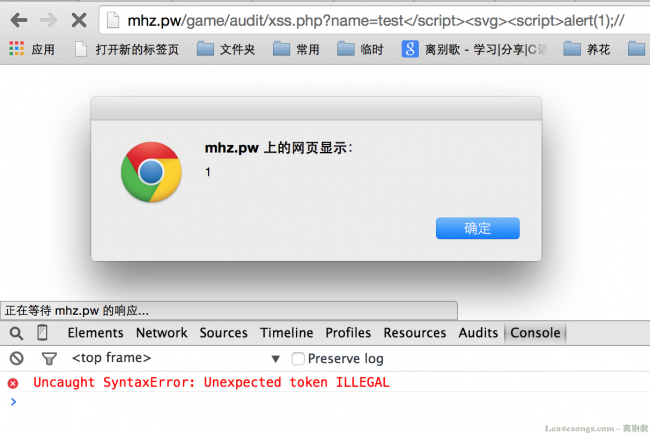 mhz.pw/game/audit/xss.php?name=test</script><svg><script>alert(1);//
应用 打开新的标签页 文件夹 常用 临时 离别歌 - 学习|分享|C语 养花
mhz.pw 上的网页显示:
1
确定
正在等待 mhz.pw 的响应...
Elements Network Sources Timeline Profiles Resources Audits Console
<top frame> Preserve log
Uncaught SyntaxError: Unexpected token ILLEGAL
Leavesongs.com - 离别歌